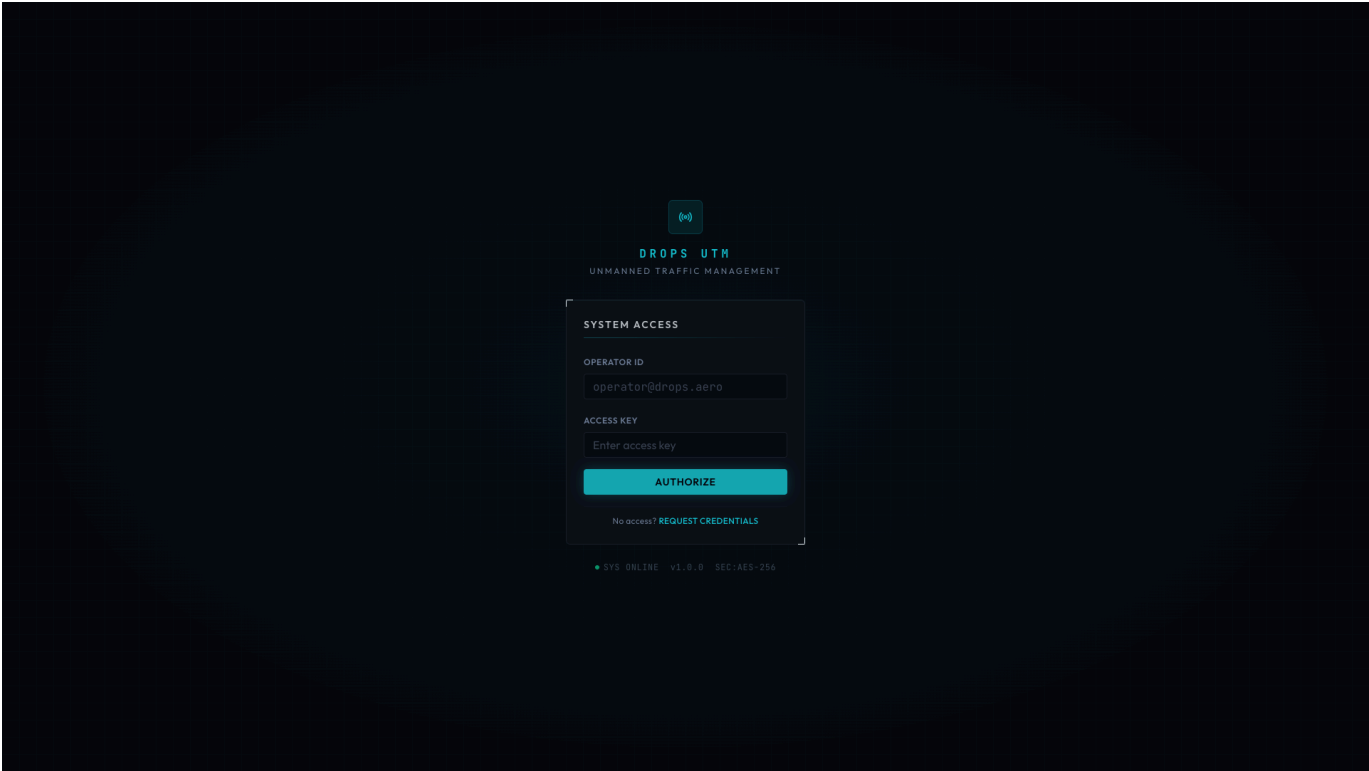 DROPS UTM
UNMANNED TRAFFIC MANAGEMENT
SYSTEM ACCESS
OPERATOR ID
operator@drops.aero
ACCESS KEY
Enter access key
AUTHORIZE
No access? REQUEST CREDENTIALS
SYS ONLINE v1.0.0 SEC:AES-256